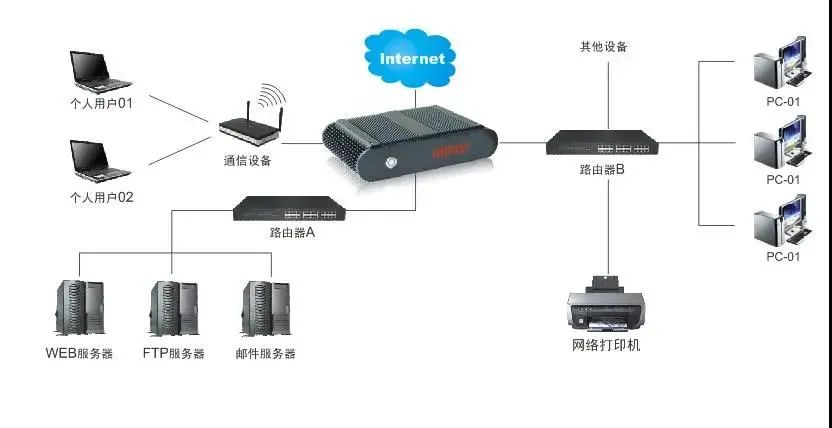 Internet
其他设备
个人用户01
PC-01
通信设备
路由器B
PC-01
个人用户02
路由器A
PC-01
WEB服务器
FTP服务器
邮件服务器
网络打印机